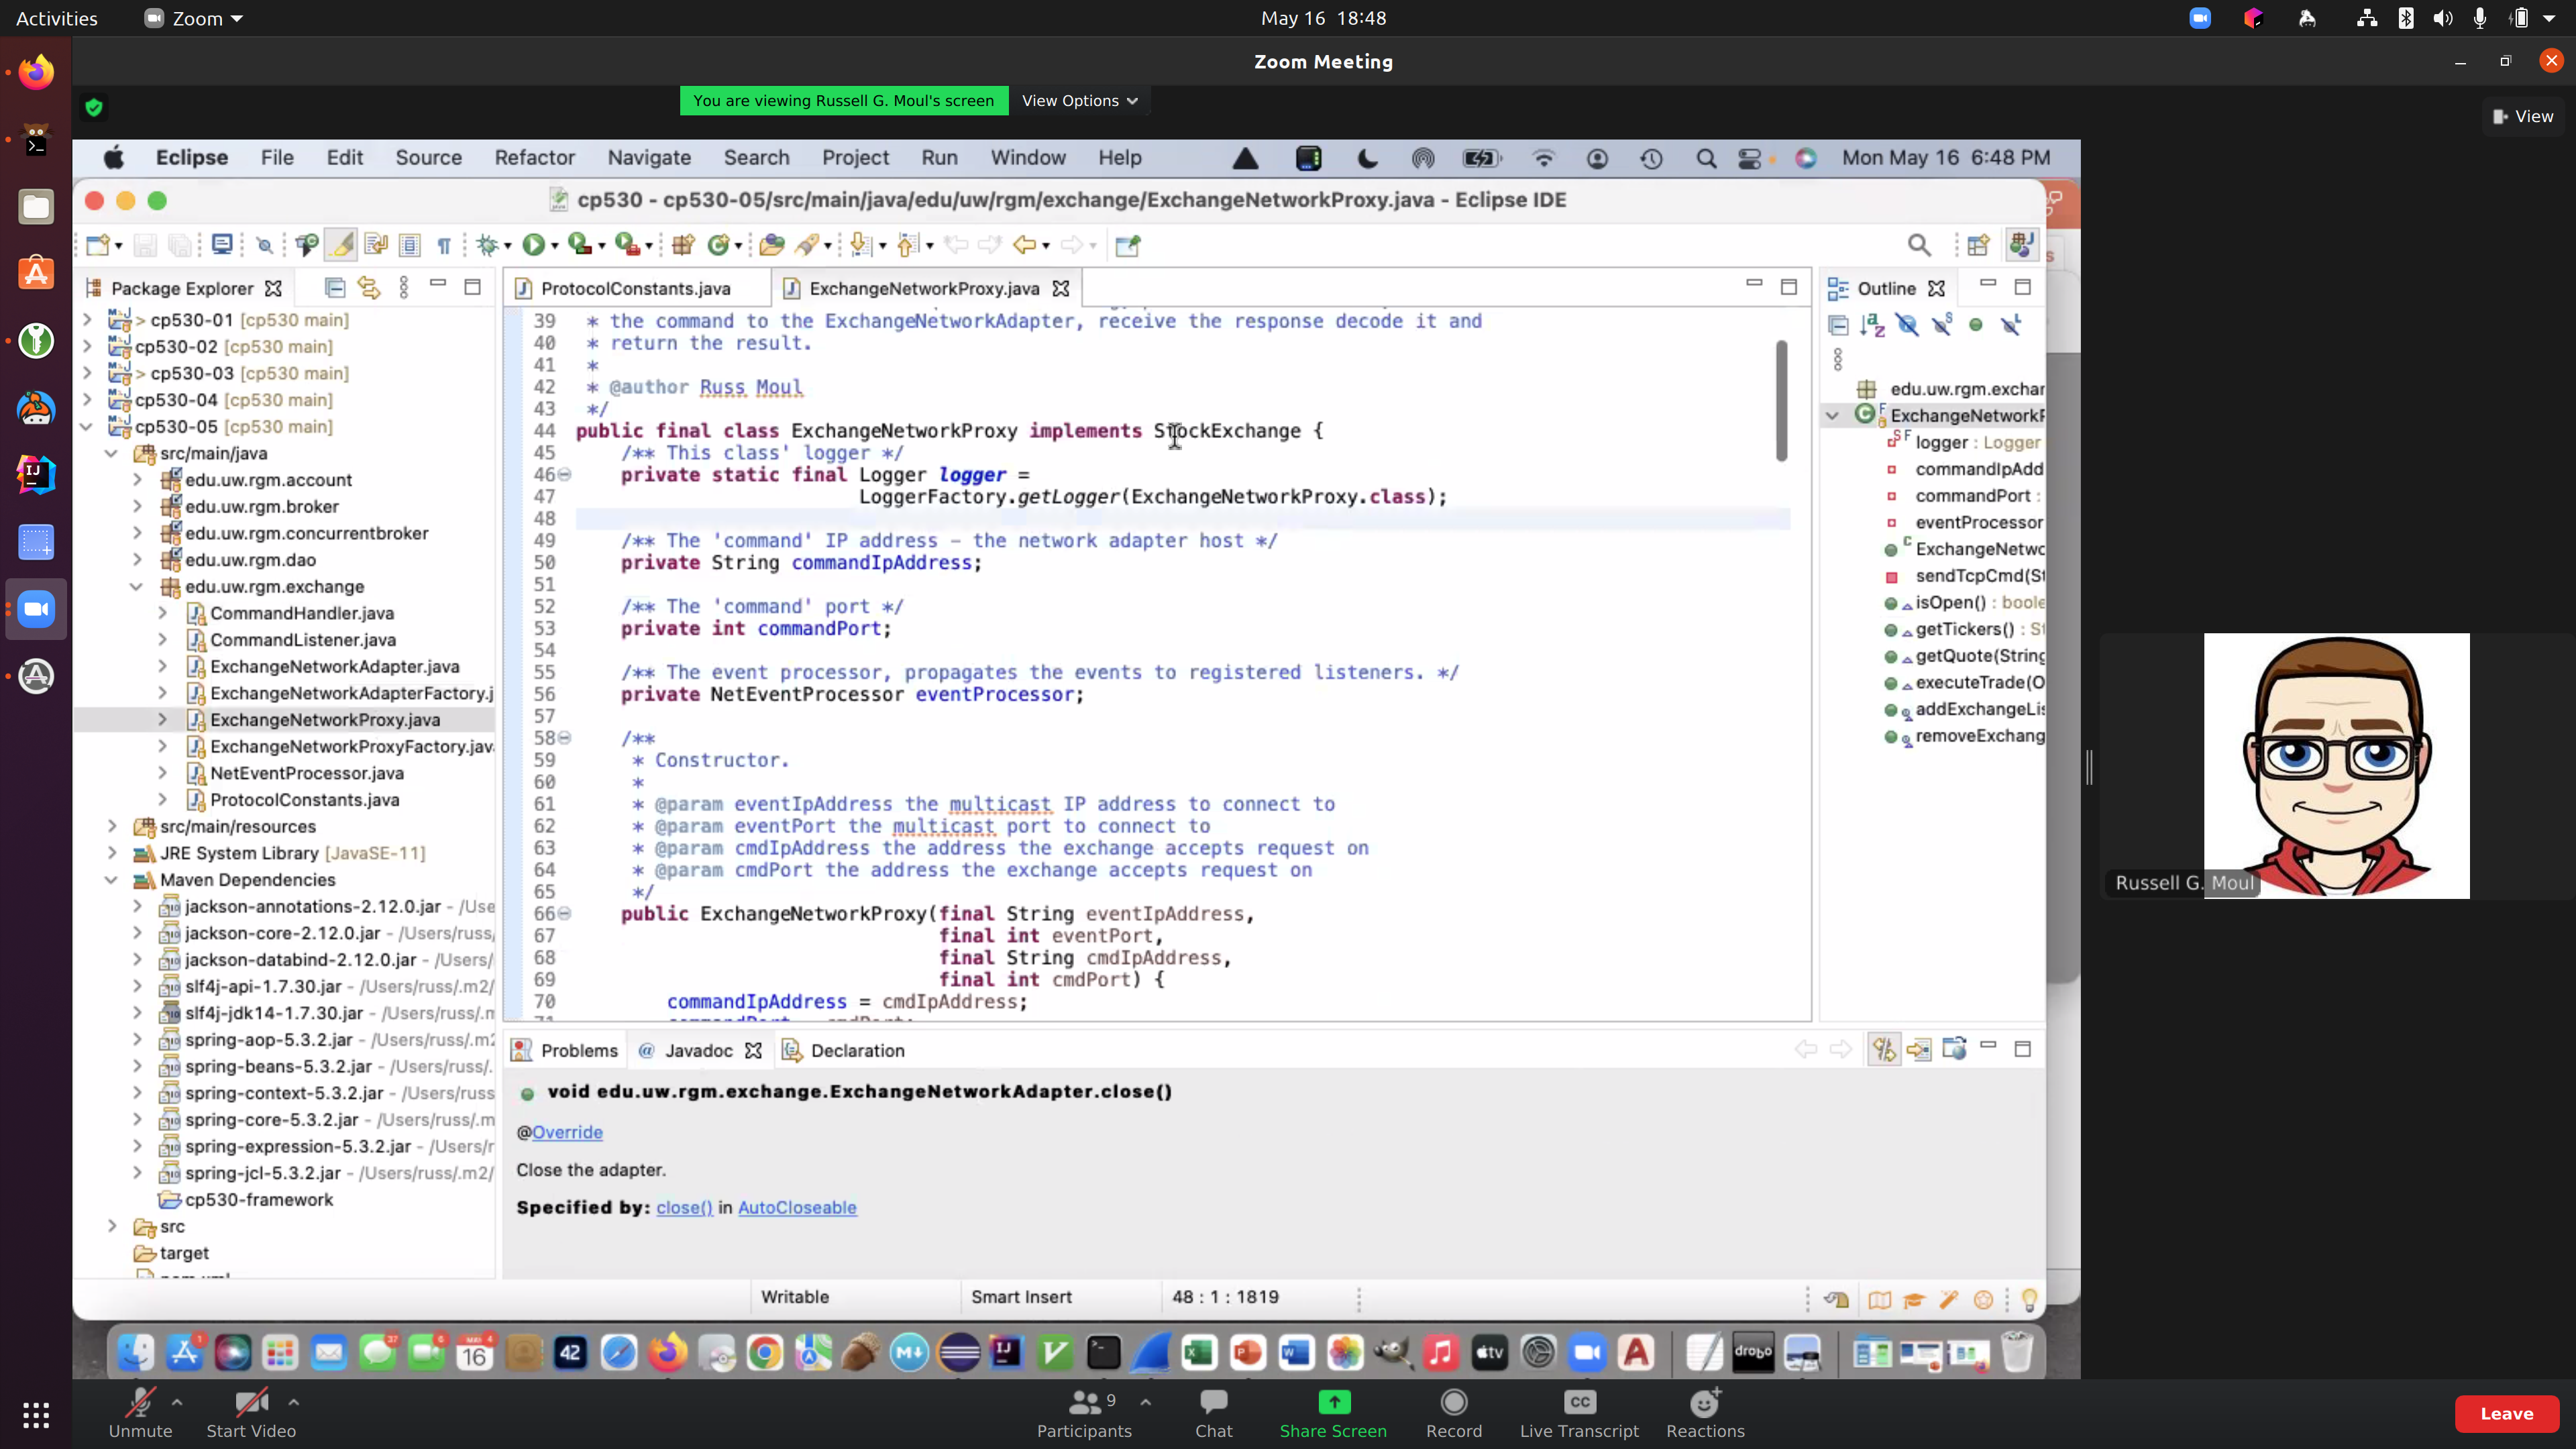 Activities
Zoom
May 16 18:48
Zoom Meeting
You are viewing Russell G. Moul's screen
View Options
View
Eclipse File Edit Source Refactor Navigate Search Project Run Window Help
Mon May 16 6:48 PM
cp530 - cp530-05/src/main/java/edu/uw/rgm/exchange/ExchangeNetworkProxy.java - Eclipse IDE
Package Explorer
> cp530-01 [cp530 main]
cp530-02 [cp530 main]
> cp530-03 [cp530 main]
cp530-04 [cp530 main]
cp530-05 [cp530 main]
src/main/java
edu.uw.rgm.account
edu.uw.rgm.broker
edu.uw.rgm.concurrentbroker
edu.uw.rgm.dao
edu.uw.rgm.exchange
CommandHandler.java
CommandListener.java
ExchangeNetworkAdapter.java
ExchangeNetworkAdapterFactory.j
ExchangeNetworkProxy.java
ExchangeNetworkProxyFactory.jav
NetEventProcessor.java
ProtocolConstants.java
src/main/resources
JRE System Library [JavaSE-11]
Maven Dependencies
jackson-annotations-2.12.0.jar - /Use
jackson-core-2.12.0.jar - /Users/russ/
jackson-databind-2.12.0.jar - /Users/
slf4j-api-1.7.30.jar - /Users/russ/.m2/
slf4j-jdk14-1.7.30.jar - /Users/russ/.m
spring-aop-5.3.2.jar - /Users/russ/.m2
spring-beans-5.3.2.jar - /Users/russ/.
spring-context-5.3.2.jar - /Users/russ
spring-core-5.3.2.jar - /Users/russ/.m
spring-expression-5.3.2.jar - /Users/r
spring-jcl-5.3.2.jar - /Users/russ/.m2/
cp530-framework
src
target
ProtocolConstants.java
ExchangeNetworkProxy.java
39 * the command to the ExchangeNetworkAdapter, receive the response decode it and
40 * return the result.
41 *
42 * @author Russ Moul
43 */
44 public final class ExchangeNetworkProxy implements StockExchange {
45 /** This class' logger */
46 private static final Logger logger =
47 LoggerFactory.getLogger(ExchangeNetworkProxy.class);
48
49 /** The 'command' IP address – the network adapter host */
50 private String commandIpAddress;
51
52 /** The 'command' port */
53 private int commandPort;
54
55 /** The event processor, propagates the events to registered listeners. */
56 private NetEventProcessor eventProcessor;
57
58 /**
59 * Constructor.
60 *
61 * @param eventIpAddress the multicast IP address to connect to
62 * @param eventPort the multicast port to connect to
63 * @param cmdIpAddress the address the exchange accepts request on
64 * @param cmdPort the address the exchange accepts request on
65 */
66 public ExchangeNetworkProxy(final String eventIpAddress,
67 final int eventPort,
68 final String cmdIpAddress,
69 final int cmdPort) {
70 commandIpAddress = cmdIpAddress;
Outline
edu.uw.rgm.exchar
ExchangeNetworkP
logger : Logger
commandIpAdd
commandPort :
eventProcessor
ExchangeNetwo
sendTcpCmd(St
isOpen() : boole
getTickers() : St
getQuote(String
executeTrade(O
addExchangeLis
removeExchang
Problems
@ Javadoc
Declaration
void edu.uw.rgm.exchange.ExchangeNetworkAdapter.close()
@Override
Close the adapter.
Specified by: close() in AutoCloseable
Writable
Smart Insert
48 : 1 : 1819
Russell G. Moul
Unmute
Start Video
9
Participants
Chat
Share Screen
Record
CC
Live Transcript
Reactions
Leave